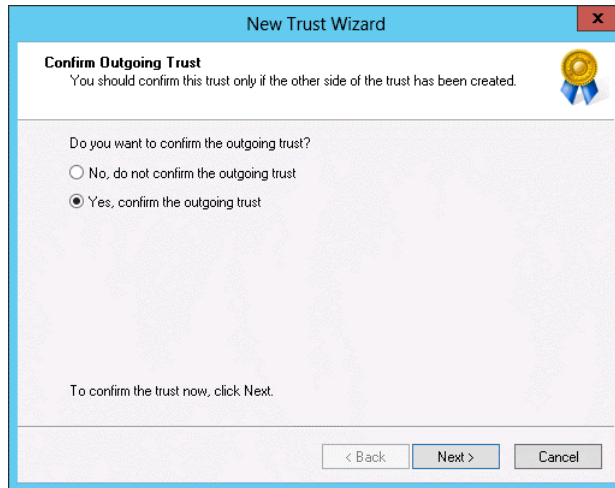 New Trust Wizard
x
Confirm Outgoing Trust
You should confirm this trust only if the other side of the trust has been created.
Do you want to confirm the outgoing trust?
No, do not confirm the outgoing trust
Yes, confirm the outgoing trust
To confirm the trust now, click Next.
< Back Next > Cancel